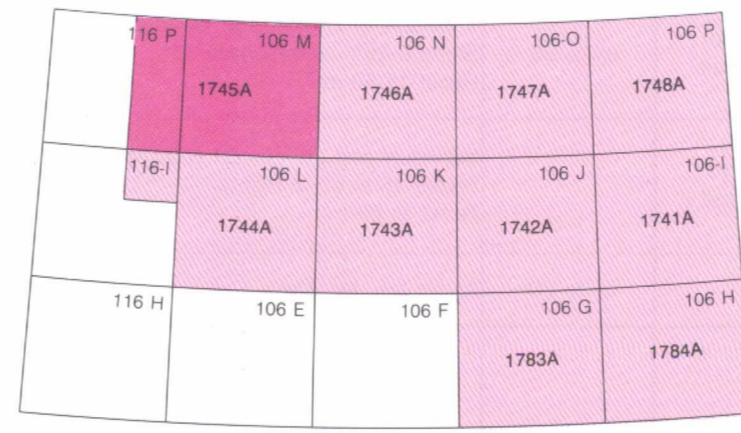 116 P 106 M 106 N 106-O 106 P
1745A 1746A 1747A 1748A
116-I 106 L 106 K 106 J 106-I
1744A 1743A 1742A 1741A
116 H 106 E 106 F 106 G 106 H
1783A 1784A